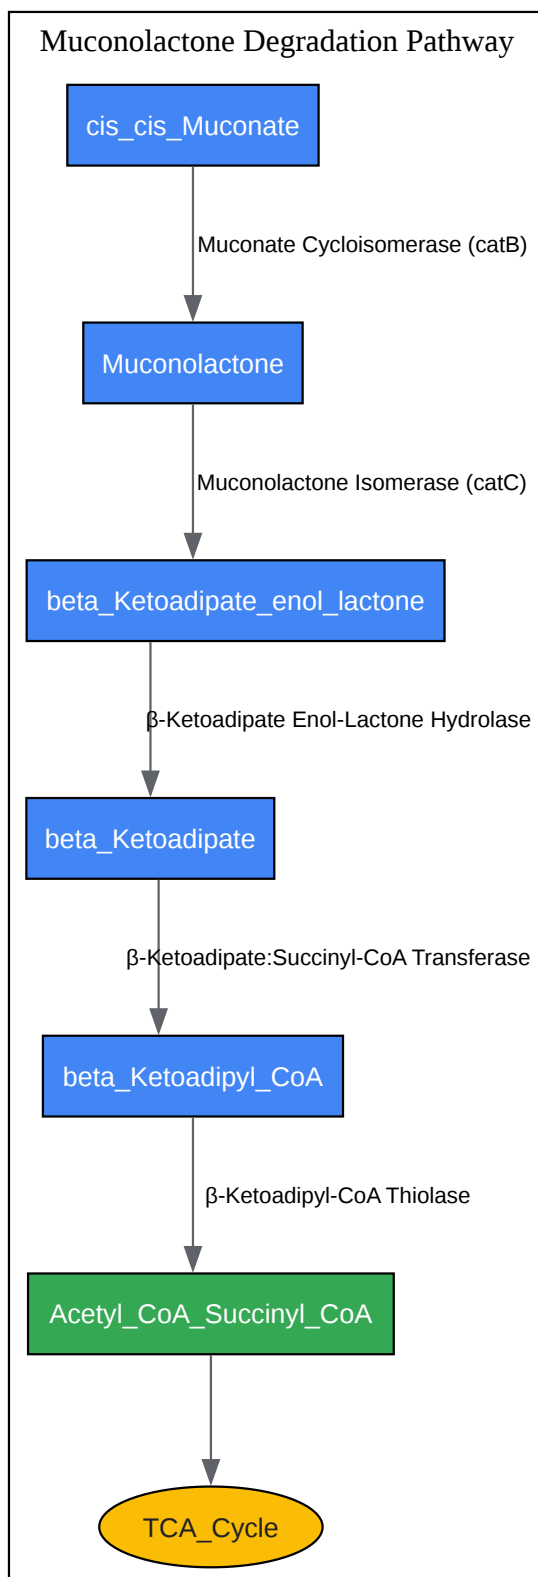 Muconolactone Degradation Pathway
cis_cis_Muconate
Muconate Cycloisomerase (catB)
Muconolactone
Muconolactone Isomerase (catC)
beta_Ketoadipate_enol_lactone
β-Ketoadipate Enol-Lactone Hydrolase
beta_Ketoadipate
β-Ketoadipate:Succinyl-CoA Transferase
beta_Ketoadipyl_CoA
β-Ketoadipyl-CoA Thiolase
Acetyl_CoA_Succinyl_CoA
TCA_Cycle